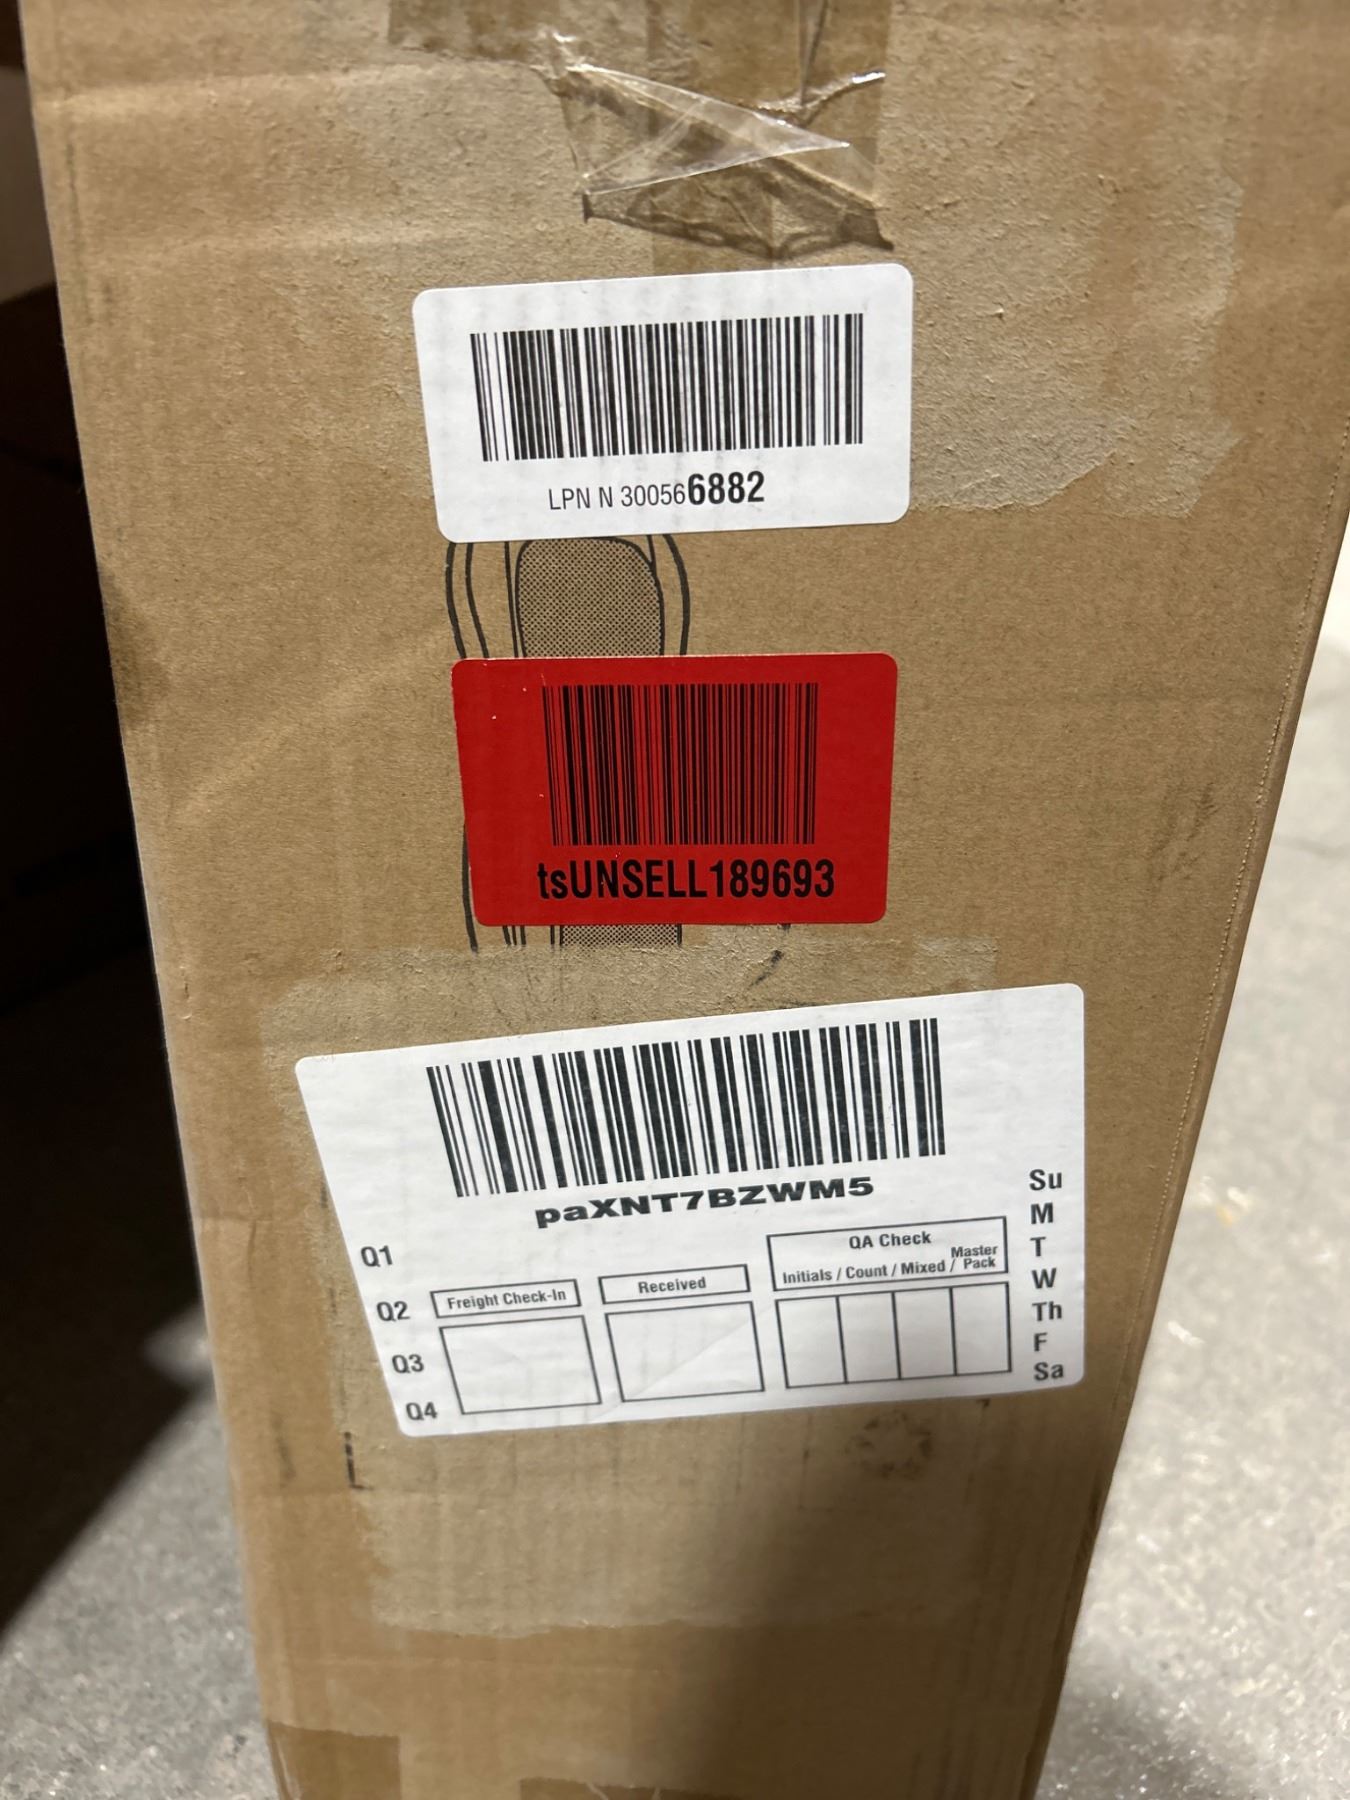 LPN N 300566882
tsUNSELL189693
paXNT7BZWM5
Q1
Q2
Q3
Q4
Freight Check-In
Received
QA Check
Initials / Count / Mixed / Master Pack
Su
M
T
W
Th
F
Sa